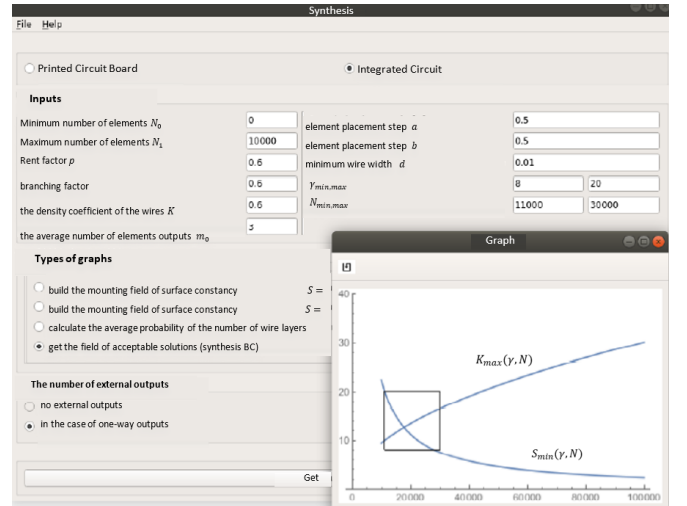 Synthesis
File Help
Printed Circuit Board
Integrated Circuit
Inputs
Minimum number of elements N₀
0
Maximum number of elements N₁
10000
Rent factor p
0.6
branching factor
0.6
the density coefficient of the wires K
0.6
the average number of elements outputs m₀
3
element placement step a
0.5
element placement step b
0.5
minimum wire width d
0.01
γmin,max
8
20
Nmin,max
11000
30000
Types of graphs
build the mounting field of surface constancy S =
build the mounting field of surface constancy S =
calculate the average probability of the number of wire layers
get the field of acceptable solutions (synthesis BC)
The number of external outputs
no external outputs
in the case of one-way outputs
Get
Graph
40
30
20
10
Kmax(γ, N)
Smin(γ, N)
0 20000 40000 60000 80000 100000